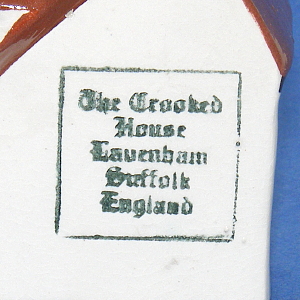 The Crooked
House
Lavenham
Suffolk
England